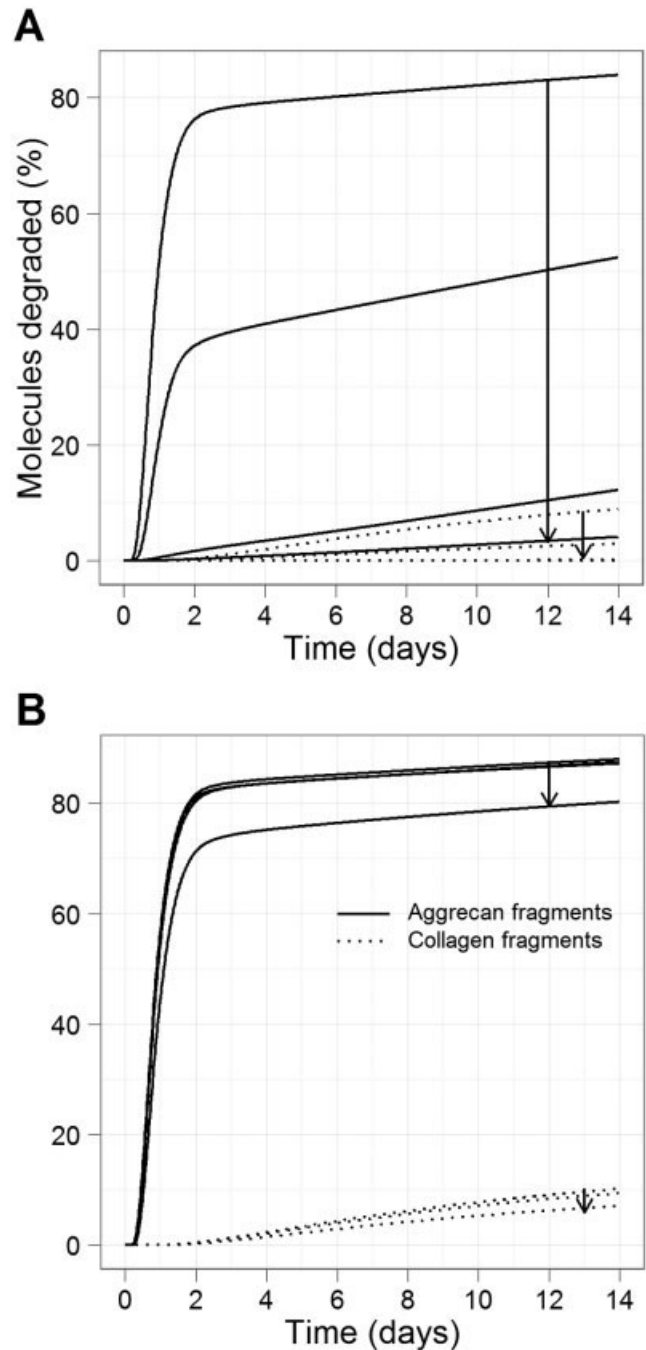 A
Molecules degraded (%)
80
60
40
20
0
0 2 4 6 8 10 12 14
Time (days)
B
80
60
40
20
0
Aggrecan fragments
Collagen fragments
0 2 4 6 8 10 12 14
Time (days)